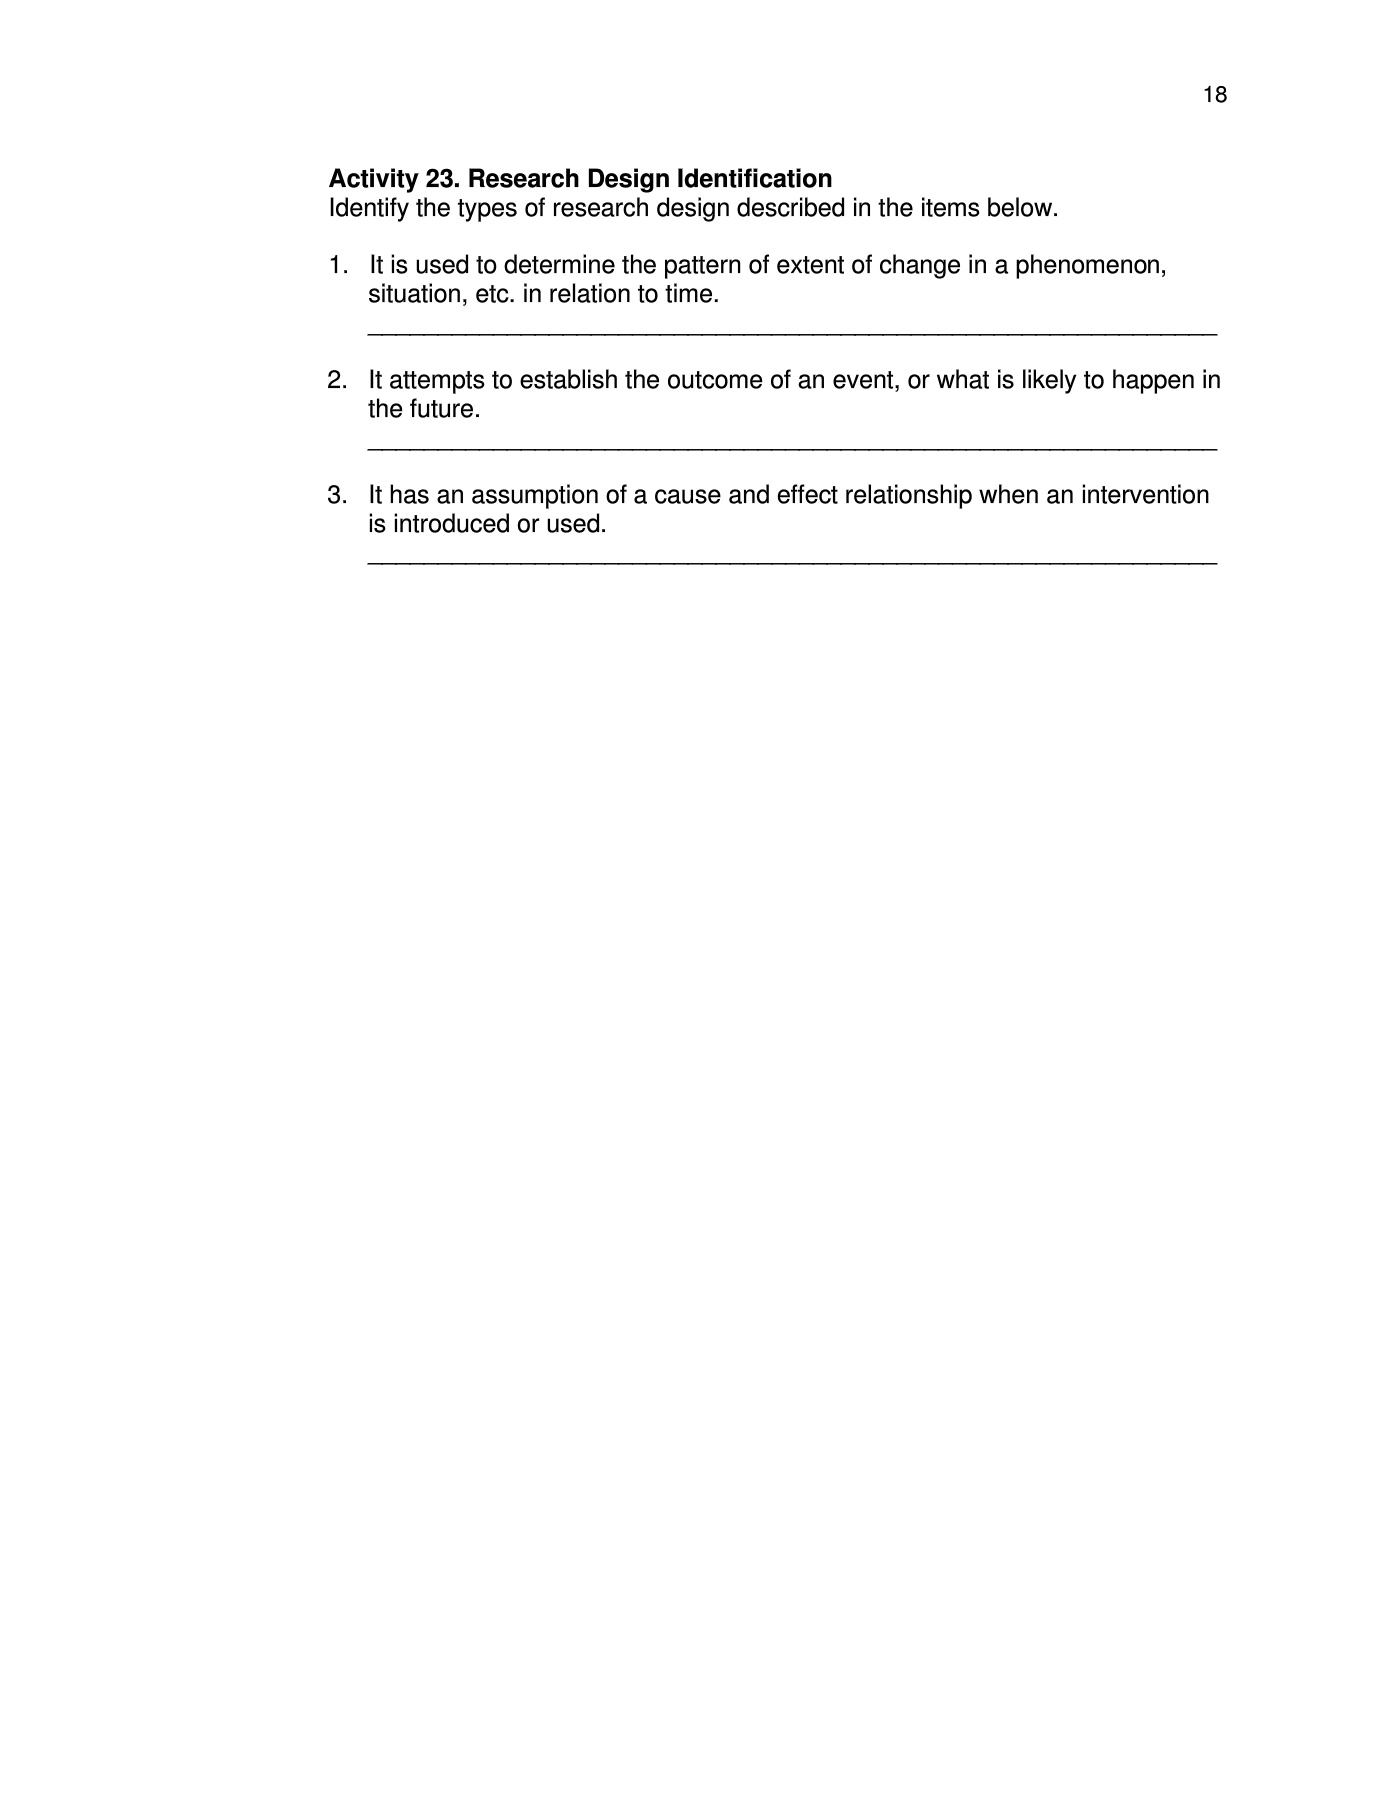 18
Activity 23. Research Design Identification
Identify the types of research design described in the items below.
1. It is used to determine the pattern of extent of change in a phenomenon,
situation, etc. in relation to time.
2. It attempts to establish the outcome of an event, or what is likely to happen in
the future.
3. It has an assumption of a cause and effect relationship when an intervention
is introduced or used.